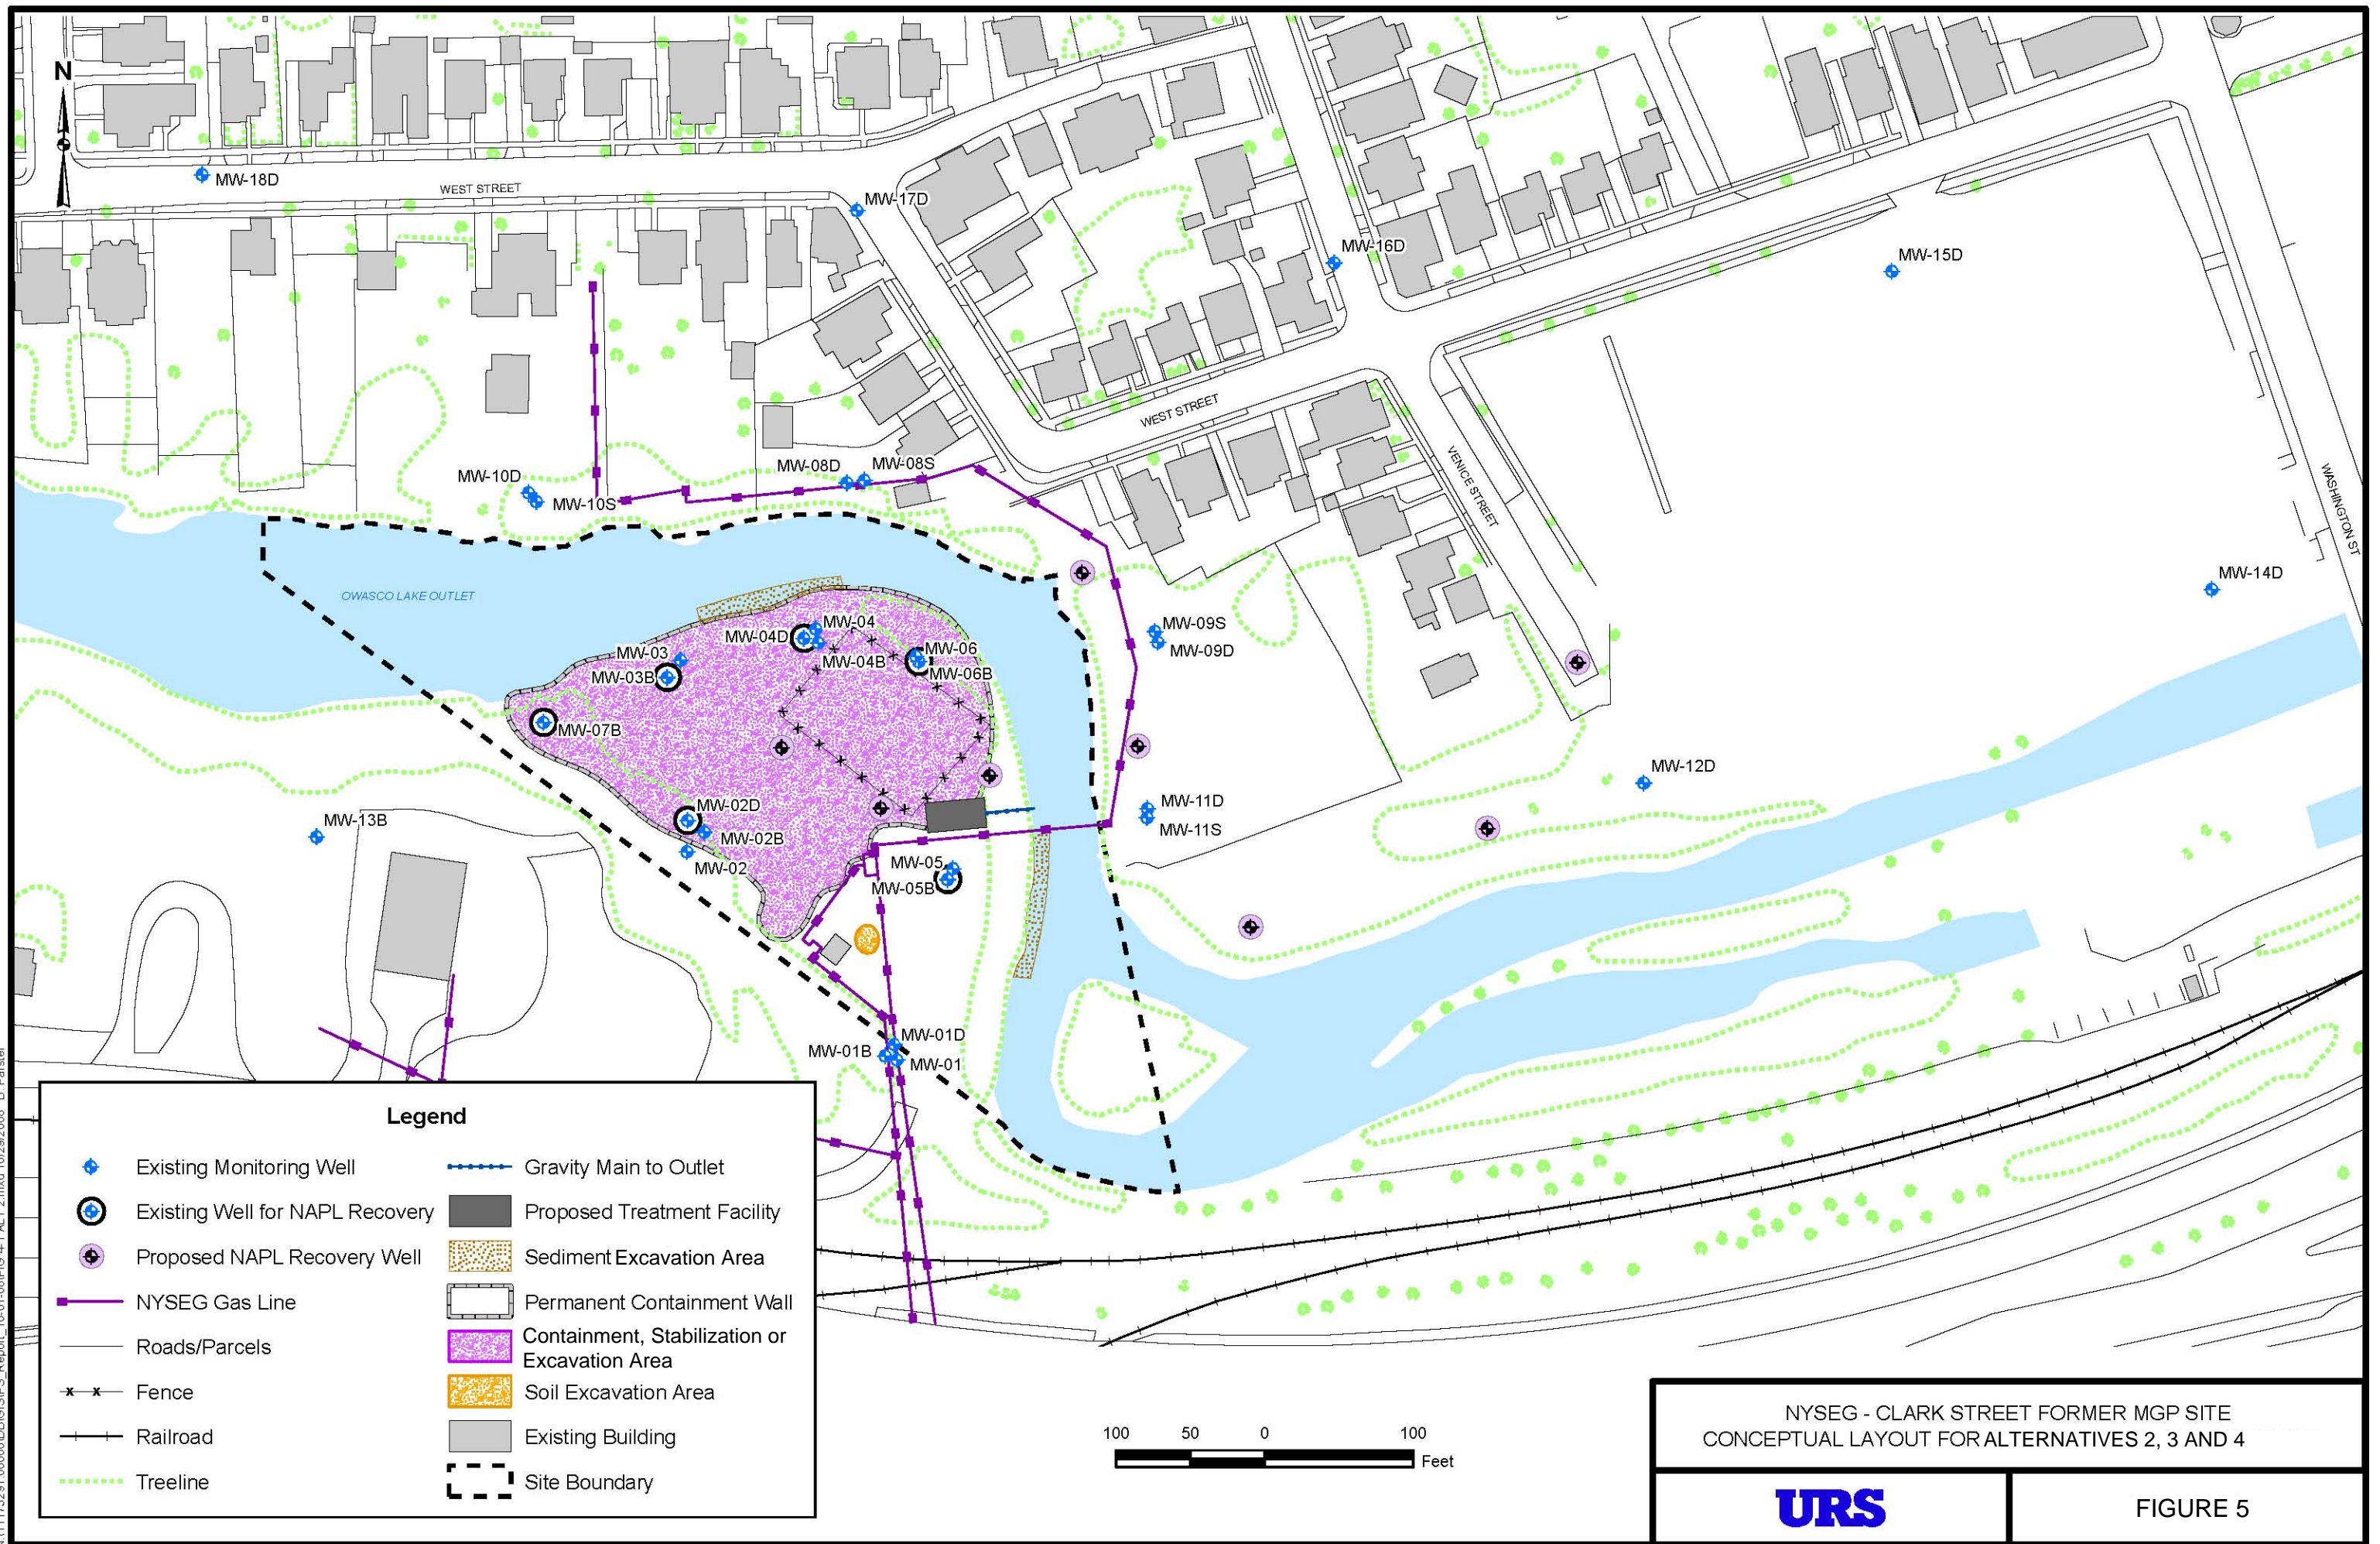 N
MW-18D
WEST STREET
MW-17D
MW-16D
MW-15D
WEST STREET
VENICE STREET
WASHINGTON ST
MW-10D
MW-10S
MW-08D
MW-08S
OWASCO LAKE OUTLET
MW-14D
MW-04
MW-04D
MW-04B
MW-03
MW-03B
MW-06
MW-06B
MW-09S
MW-09D
MW-07B
MW-12D
MW-02D
MW-02B
MW-02
MW-11D
MW-11S
MW-13B
MW-05
MW-05B
MW-01D
MW-01B
MW-01
Legend
Existing Monitoring Well
Existing Well for NAPL Recovery
Proposed NAPL Recovery Well
NYSEG Gas Line
Roads/Parcels
Fence
Railroad
Treeline
Gravity Main to Outlet
Proposed Treatment Facility
Sediment Excavation Area
Permanent Containment Wall
Containment, Stabilization or
Excavation Area
Soil Excavation Area
Existing Building
Site Boundary
100 50 0 100
Feet
NYSEG - CLARK STREET FORMER MGP SITE
CONCEPTUAL LAYOUT FOR ALTERNATIVES 2, 3 AND 4
URS
FIGURE 5